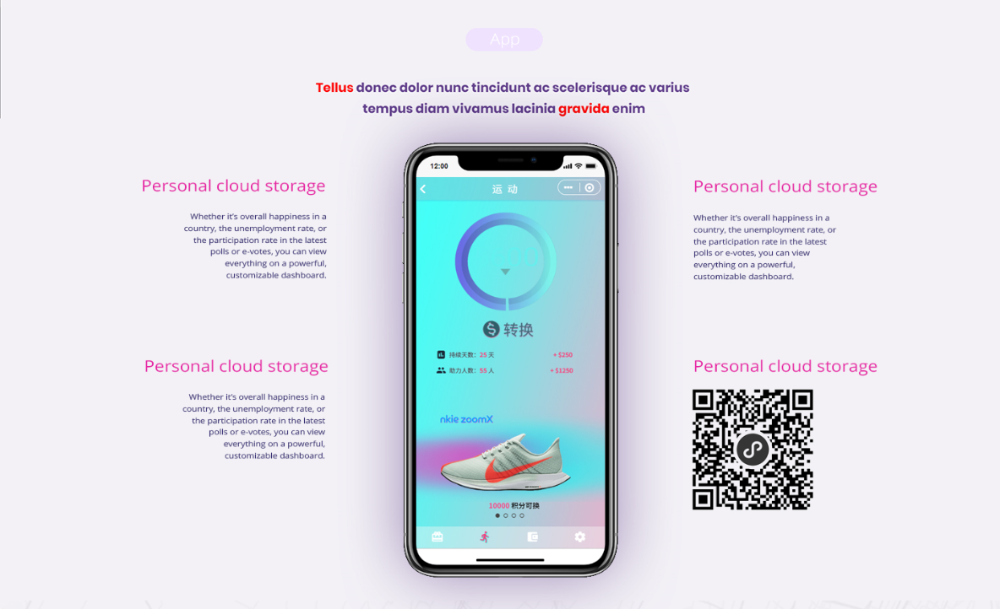 App
Tellus donec dolor nunc tincidunt ac scelerisque ac varius
tempus diam vivamus lacinia gravida enim
Personal cloud storage
Whether it's overall happiness in a
country, the unemployment rate, or
the participation rate in the latest
polls or e-votes, you can view
everything on a powerful,
customizable dashboard.
Personal cloud storage
Whether it's overall happiness in a
country, the unemployment rate, or
the participation rate in the latest
polls or e-votes, you can view
everything on a powerful,
customizable dashboard.
12:00
运动
转换
持续天数：25 天 + $250
助力人数：55 人 + $1250
nkie zoomX
10000 积分可换
Personal cloud storage
Whether it's overall happiness in a
country, the unemployment rate, or
the participation rate in the latest
polls or e-votes, you can view
everything on a powerful,
customizable dashboard.
Personal cloud storage